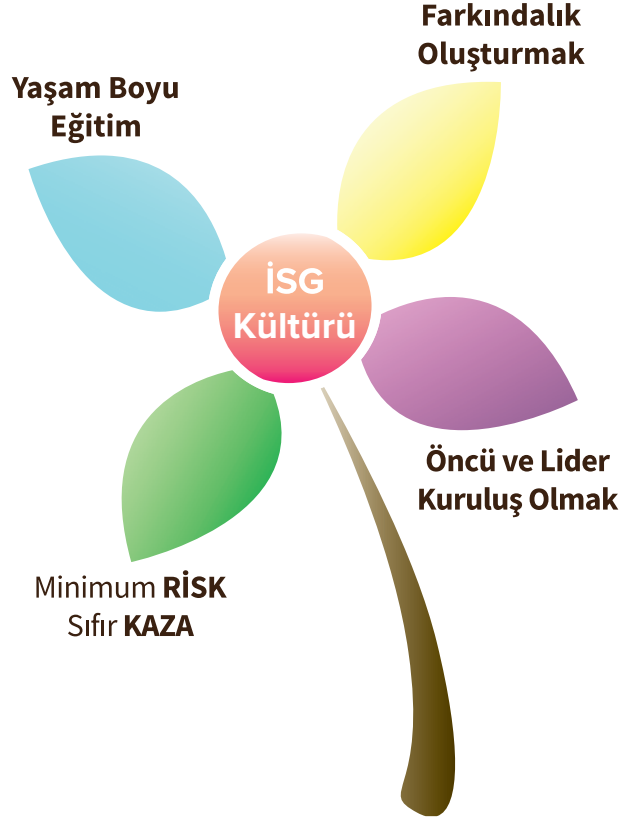 Farkındalık
Oluşturmak
Yaşam Boyu
Eğitim
İSG
Kültürü
Öncü ve Lider
Kuruluş Olmak
Minimum RİSK
Sıfır KAZA